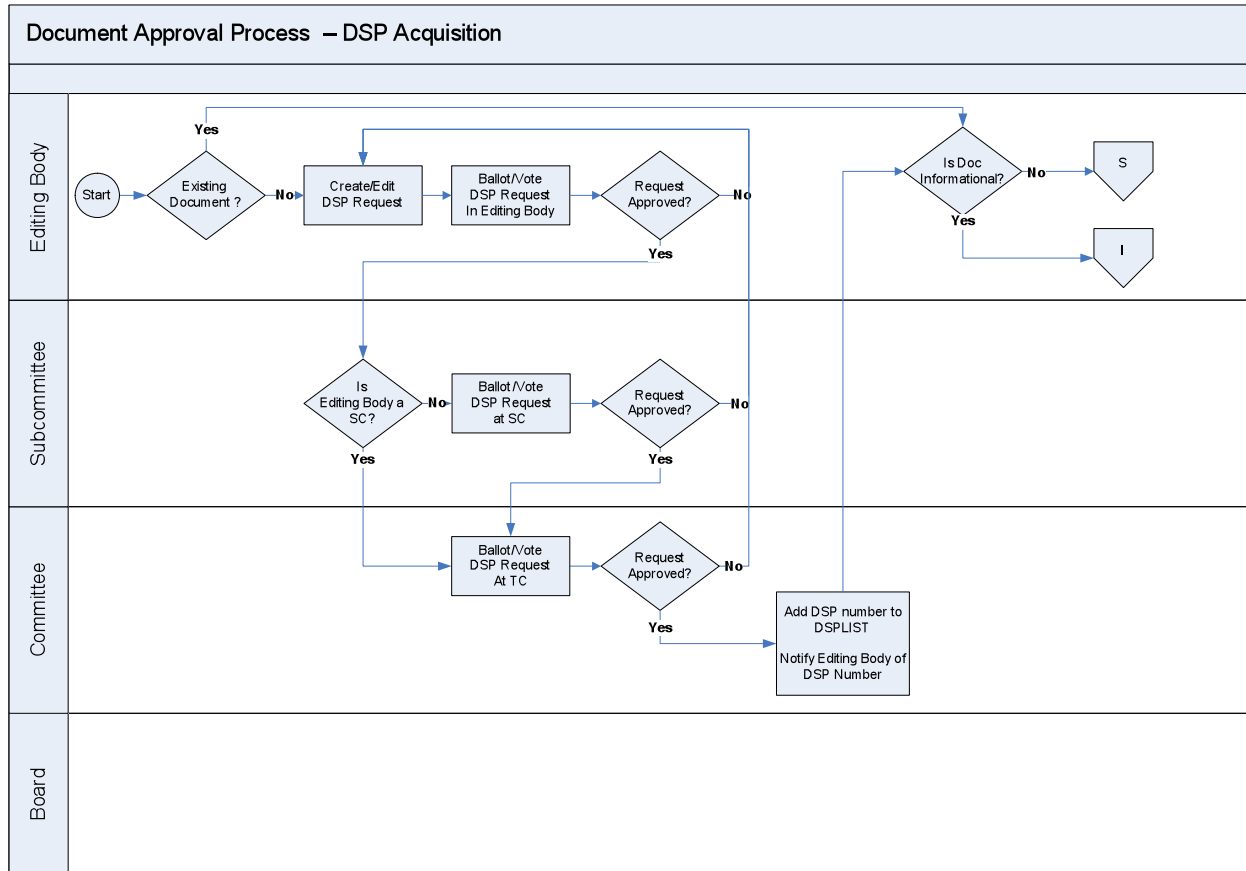 Document Approval Process – DSP Acquisition
Editing Body
Start
Existing
Document ?
Yes
No
Create/Edit
DSP Request
Ballot/Vote
DSP Request
In Editing Body
Request
Approved?
No
Yes
Is Doc
Informational?
No
Yes
S
I
Subcommittee
Is
Editing Body a
SC?
No
Yes
Ballot/Vote
DSP Request
at SC
Request
Approved?
No
Yes
Committee
Ballot/Vote
DSP Request
At TC
Request
Approved?
No
Yes
Add DSP number to
DSPLIST
Notify Editing Body of
DSP Number
Board